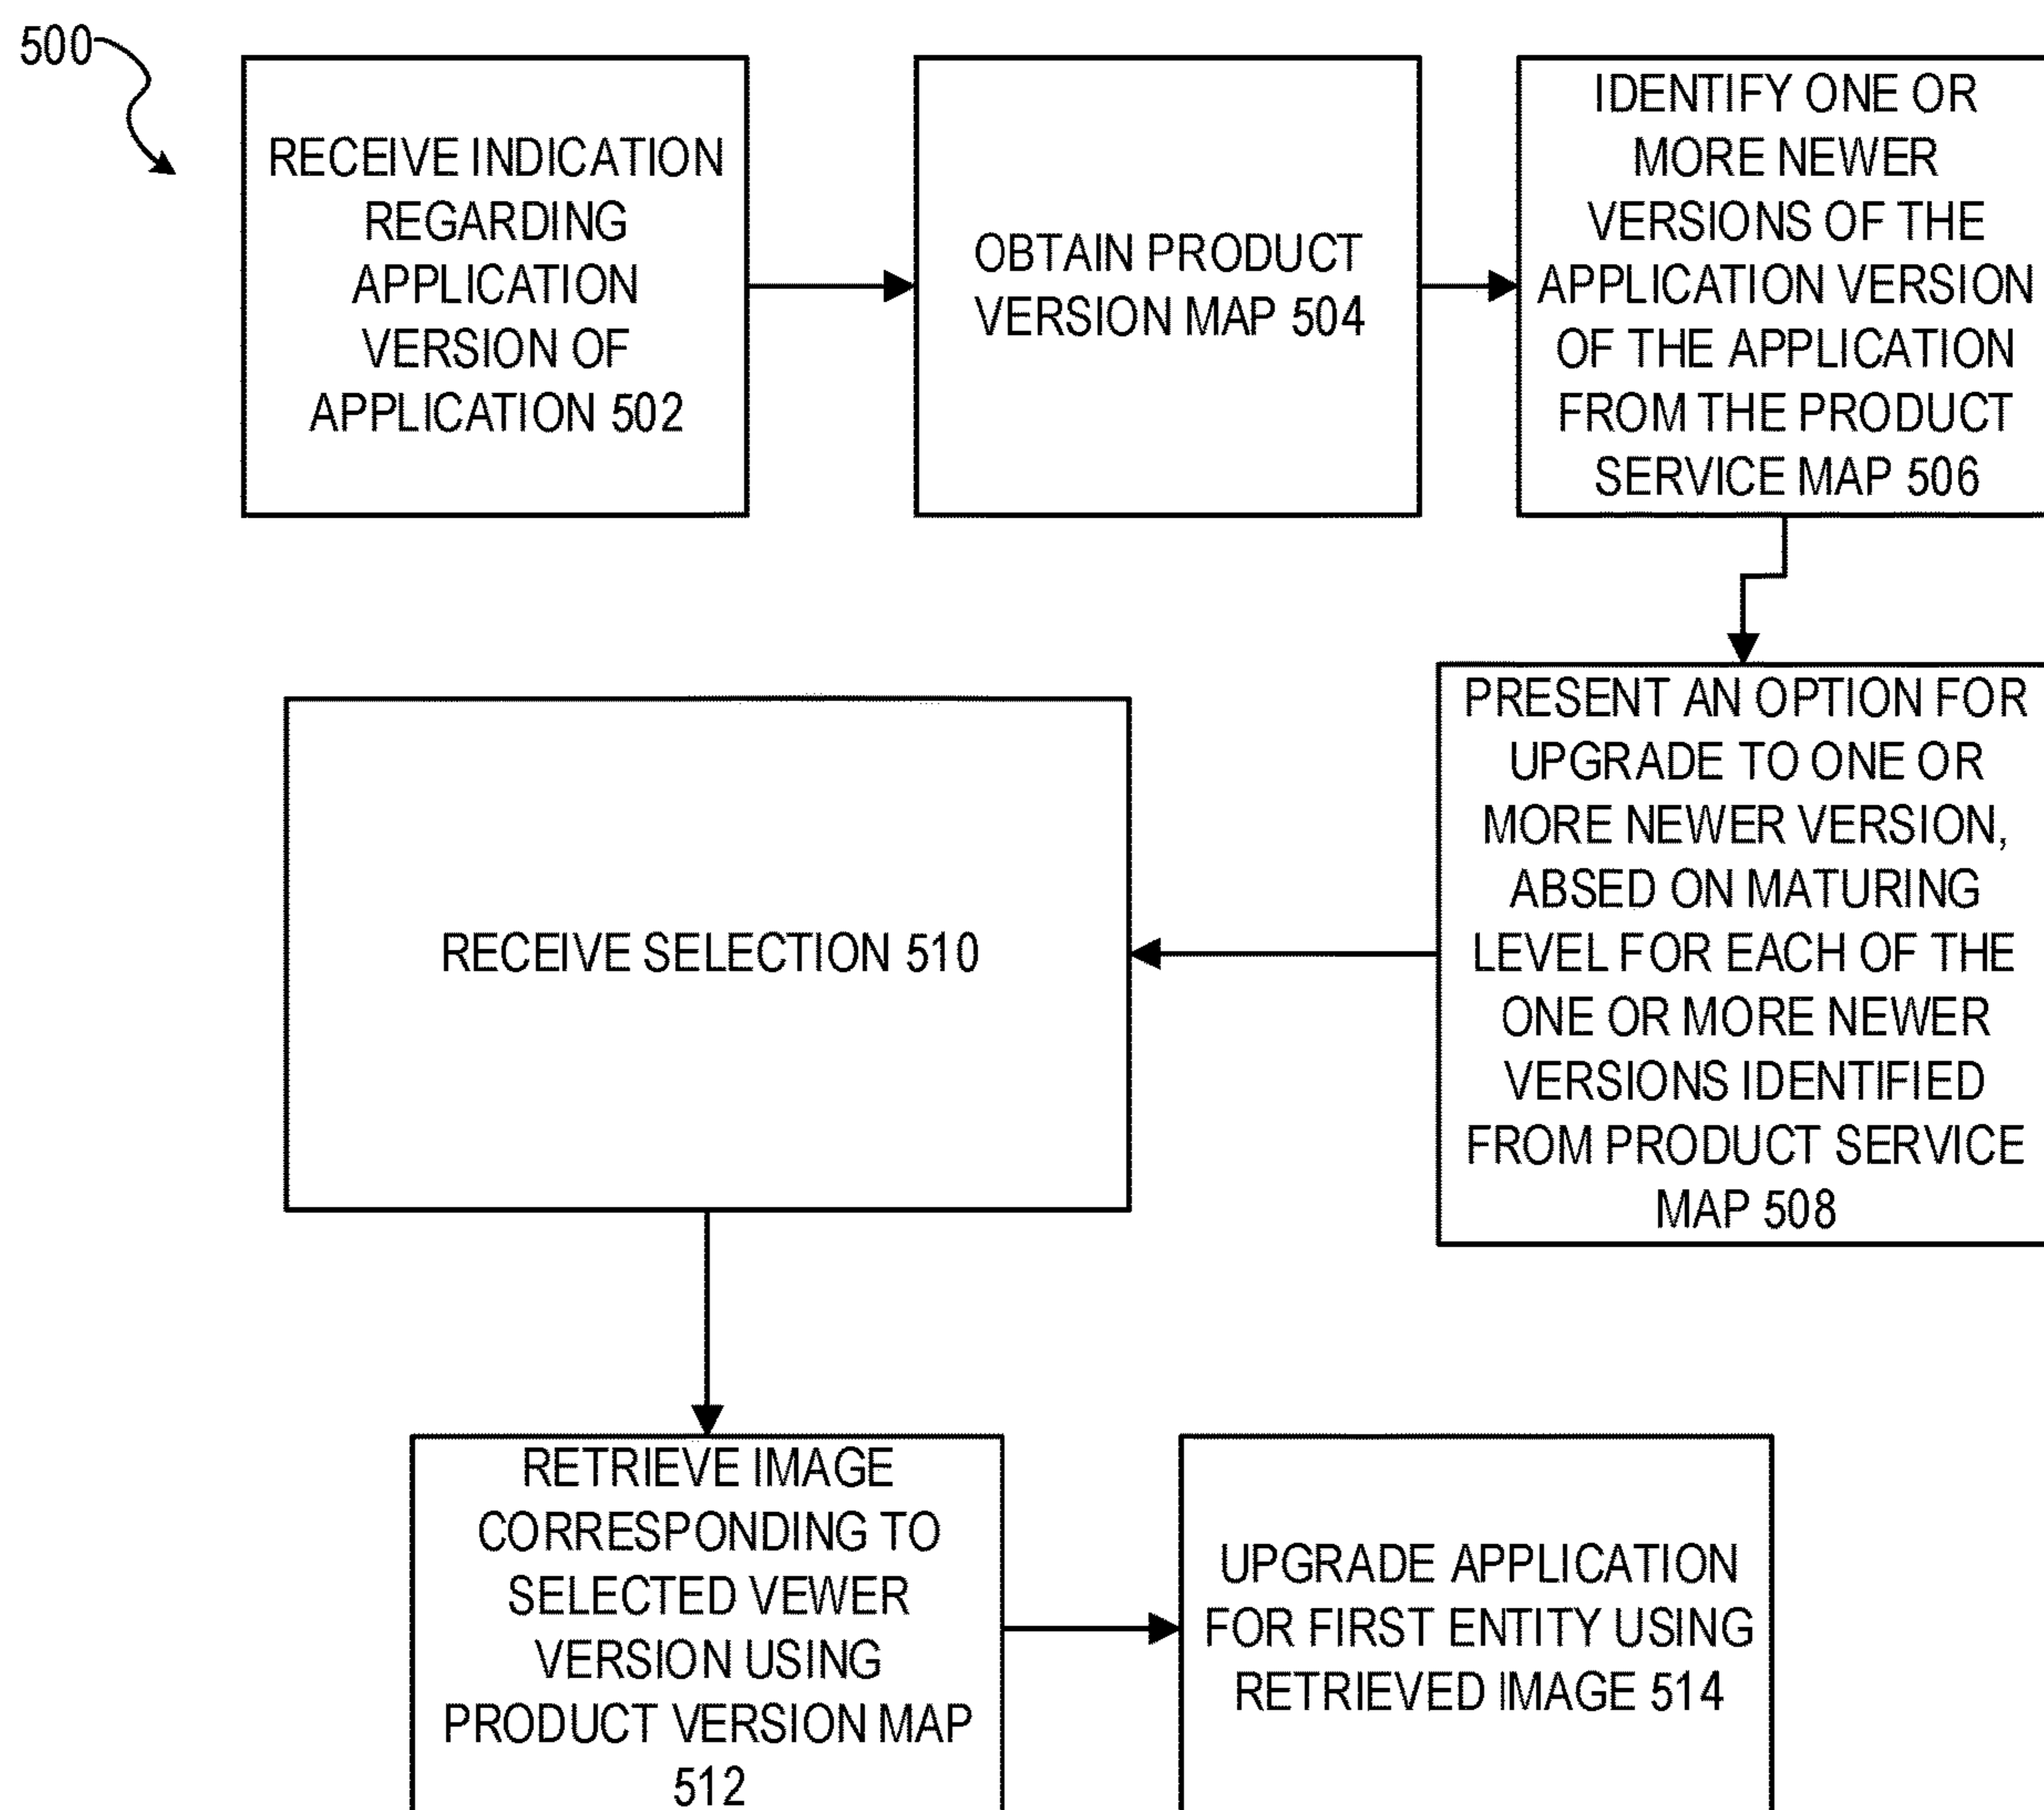 500
RECEIVE INDICATION
REGARDING
APPLICATION
VERSION OF
APPLICATION 502
OBTAIN PRODUCT
VERSION MAP 504
IDENTIFY ONE OR
MORE NEWER
VERSIONS OF THE
APPLICATION VERSION
OF THE APPLICATION
FROM THE PRODUCT
SERVICE MAP 506
PRESENT AN OPTION FOR
UPGRADE TO ONE OR
MORE NEWER VERSION,
ABSED ON MATURING
LEVEL FOR EACH OF THE
ONE OR MORE NEWER
VERSIONS IDENTIFIED
FROM PRODUCT SERVICE
MAP 508
RECEIVE SELECTION 510
RETRIEVE IMAGE
CORRESPONDING TO
SELECTED VEWER
VERSION USING
PRODUCT VERSION MAP
512
UPGRADE APPLICATION
FOR FIRST ENTITY USING
RETRIEVED IMAGE 514